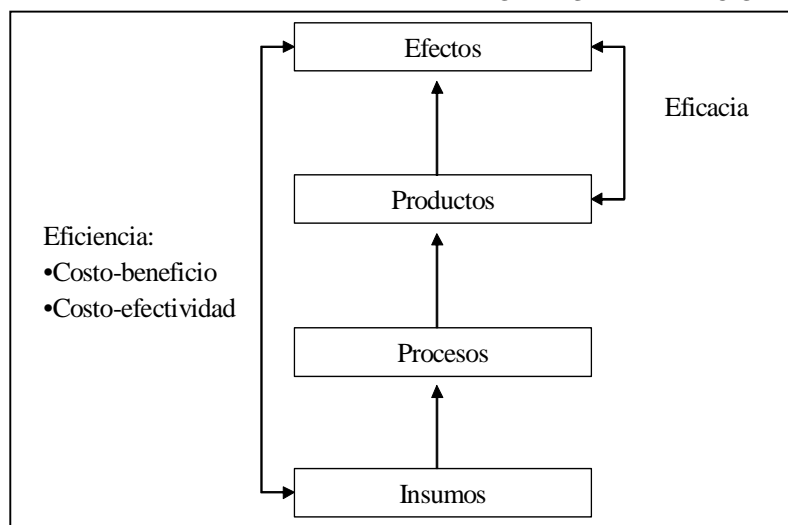 Efectos
Eficacia
Productos
Eficiencia:
•Costo-beneficio
•Costo-efectividad
Procesos
Insumos